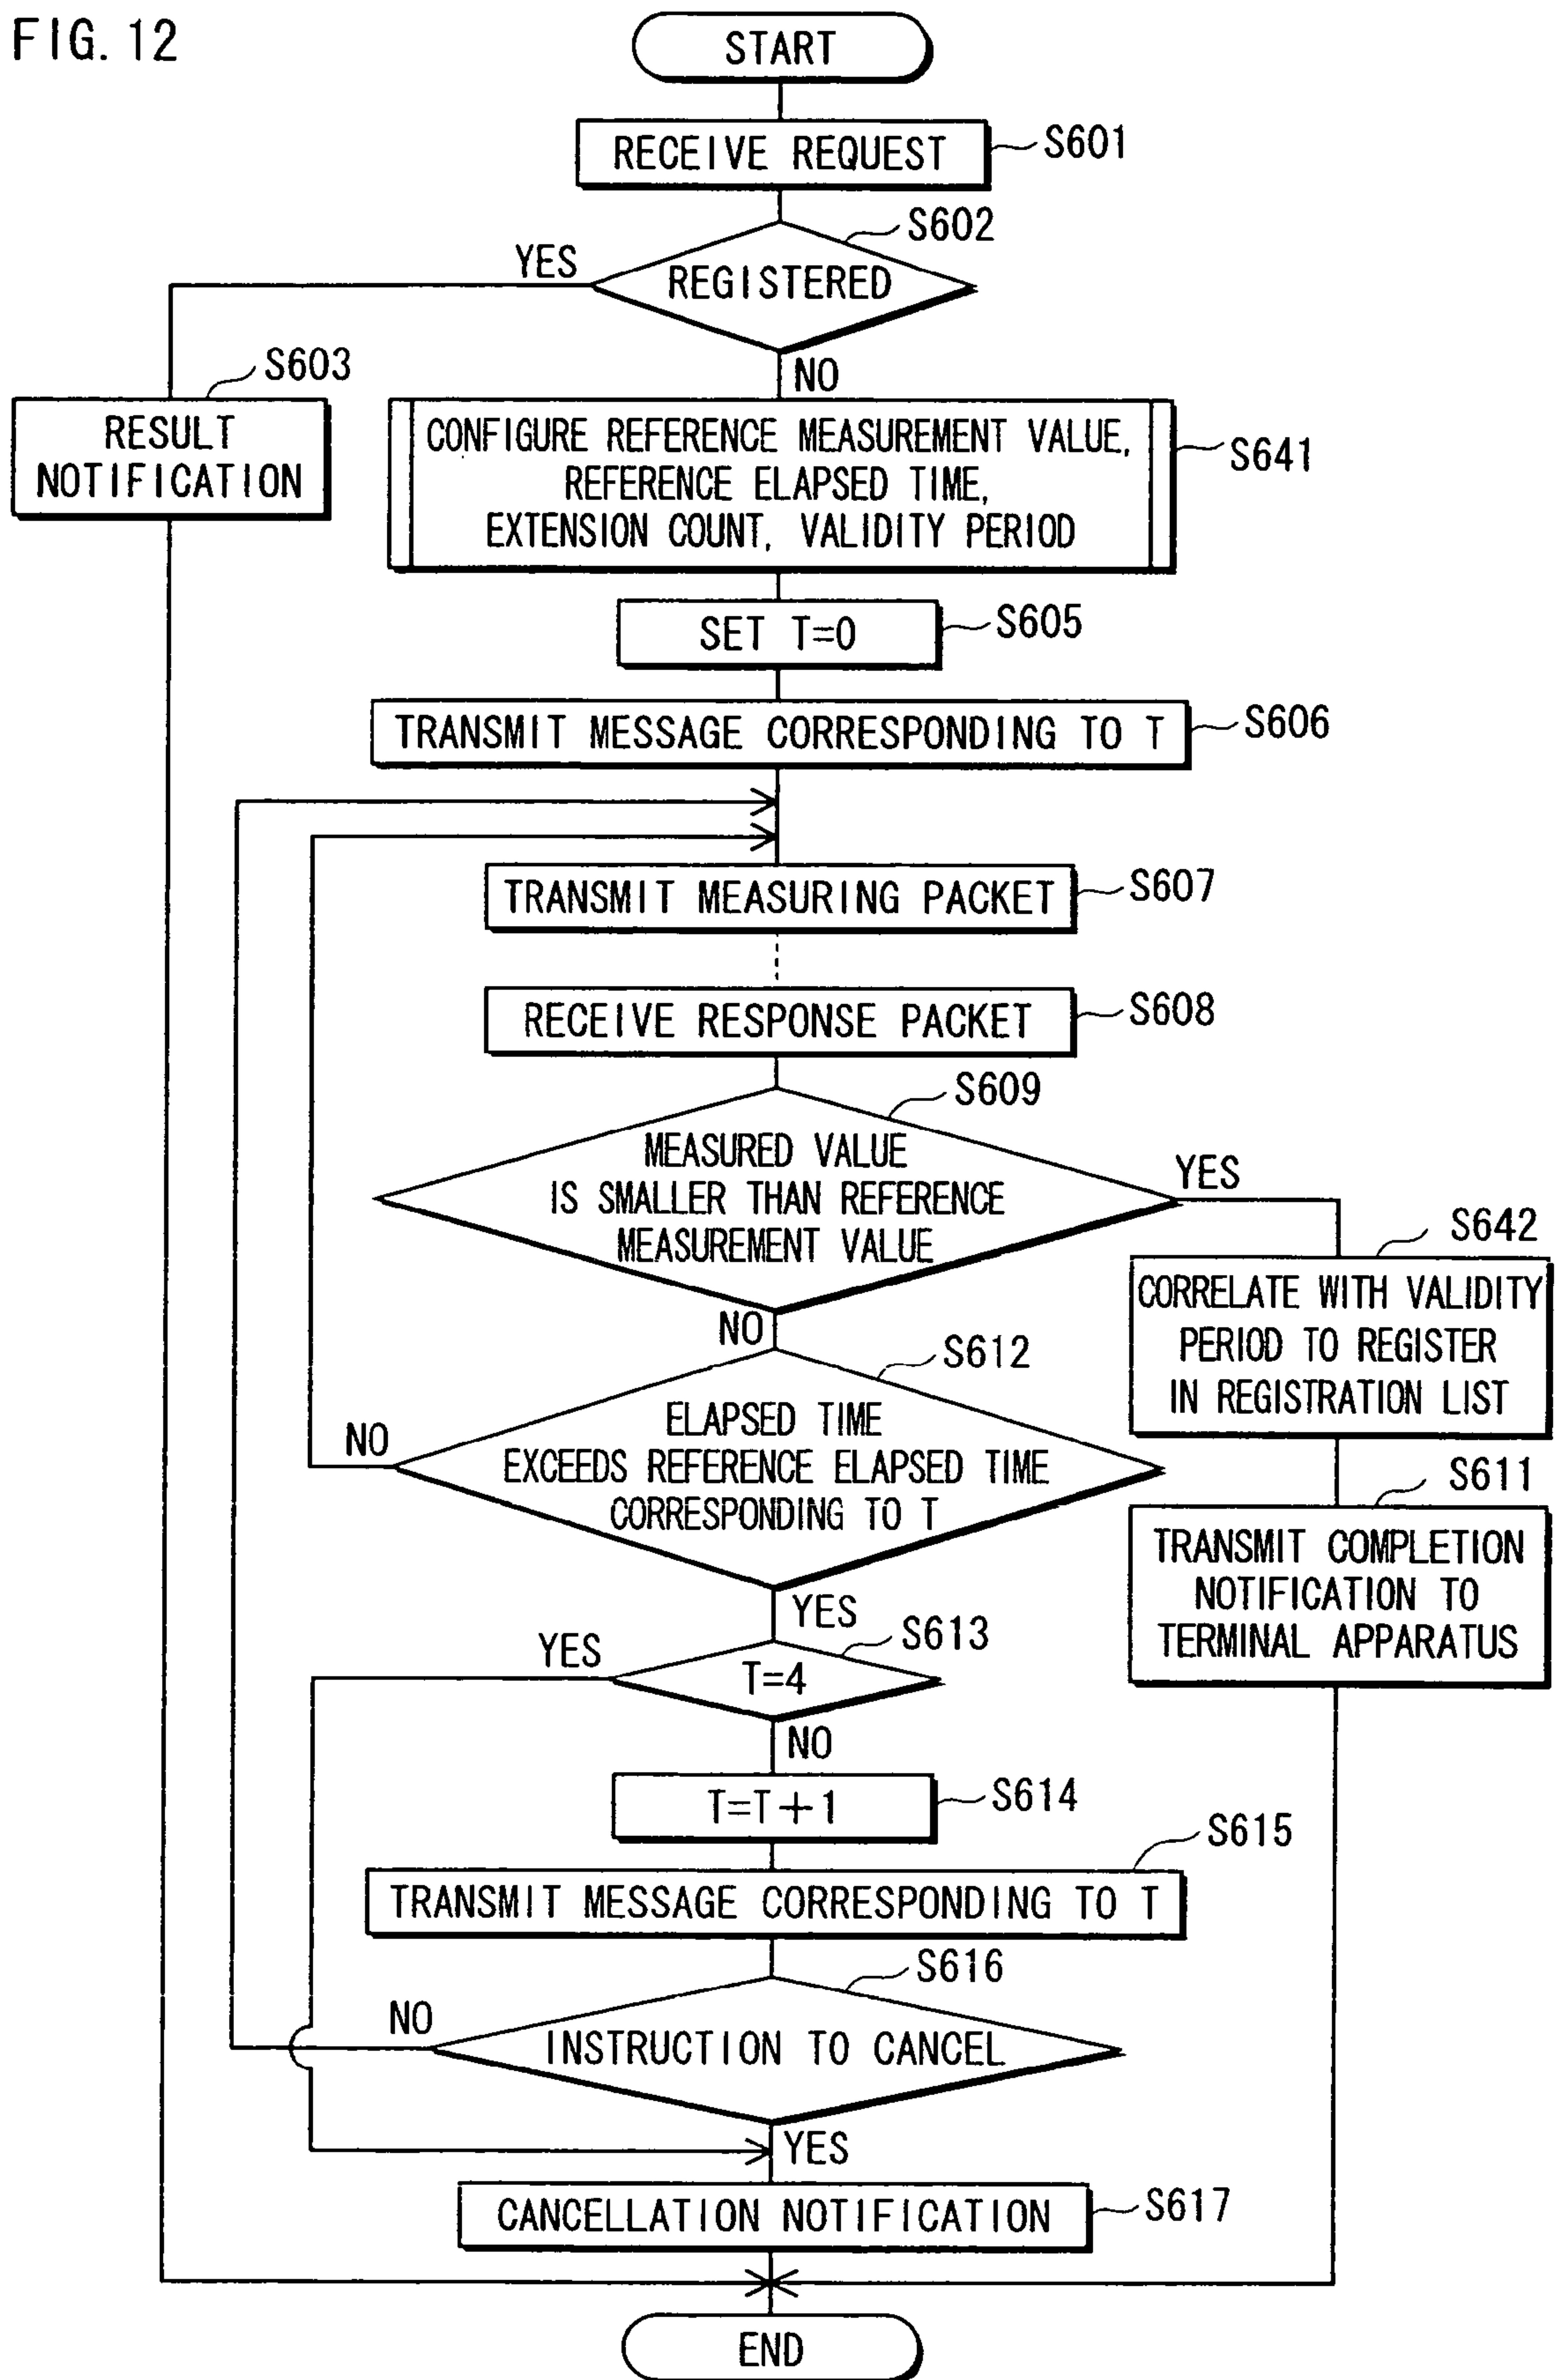 FIG. 12
START
RECEIVE REQUEST
S601
S602
YES
REGISTERED
NO
S603
RESULT
NOTIFICATION
CONFIGURE REFERENCE MEASUREMENT VALUE,
REFERENCE ELAPSED TIME,
EXTENSION COUNT, VALIDITY PERIOD
S641
SET T=0
S605
TRANSMIT MESSAGE CORRESPONDING TO T
S606
TRANSMIT MEASURING PACKET
S607
RECEIVE RESPONSE PACKET
S608
S609
MEASURED VALUE
IS SMALLER THAN REFERENCE
MEASUREMENT VALUE
YES
NO
S642
CORRELATE WITH VALIDITY
PERIOD TO REGISTER
IN REGISTRATION LIST
S612
ELAPSED TIME
EXCEEDS REFERENCE ELAPSED TIME
CORRESPONDING TO T
NO
YES
S611
TRANSMIT COMPLETION
NOTIFICATION TO
TERMINAL APPARATUS
S613
YES
T=4
NO
T=T+1
S614
S615
TRANSMIT MESSAGE CORRESPONDING TO T
S616
NO
INSTRUCTION TO CANCEL
YES
CANCELLATION NOTIFICATION
S617
END